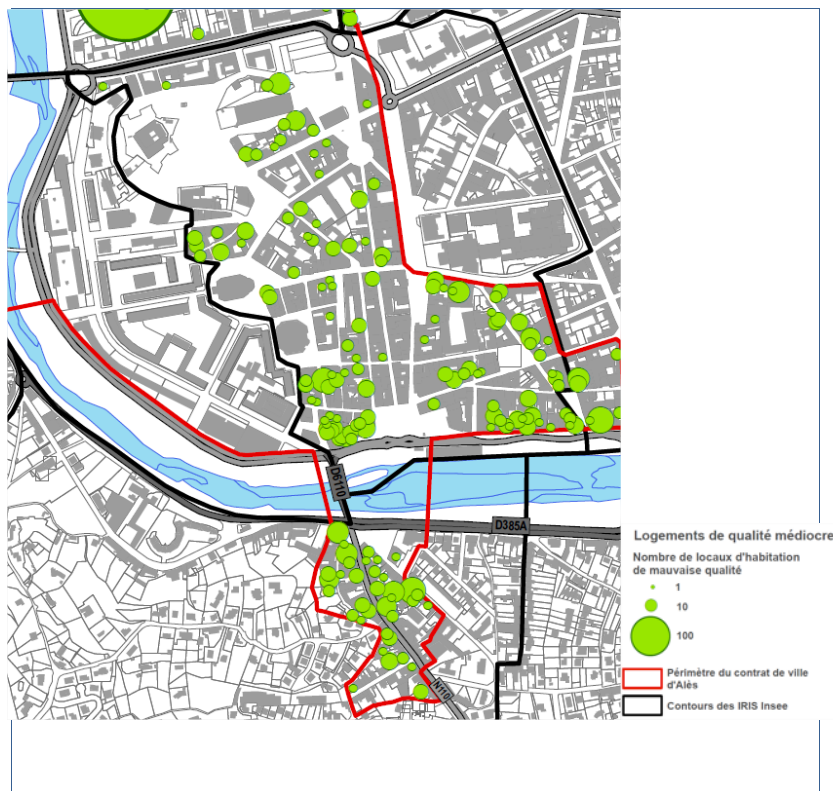 D6110
D385A
N110
Logements de qualité médiocre
Nombre de locaux d'habitation
de mauvaise qualité
1
10
100
Périmètre du contrat de ville
d'Alès
Contours des IRIS Insee